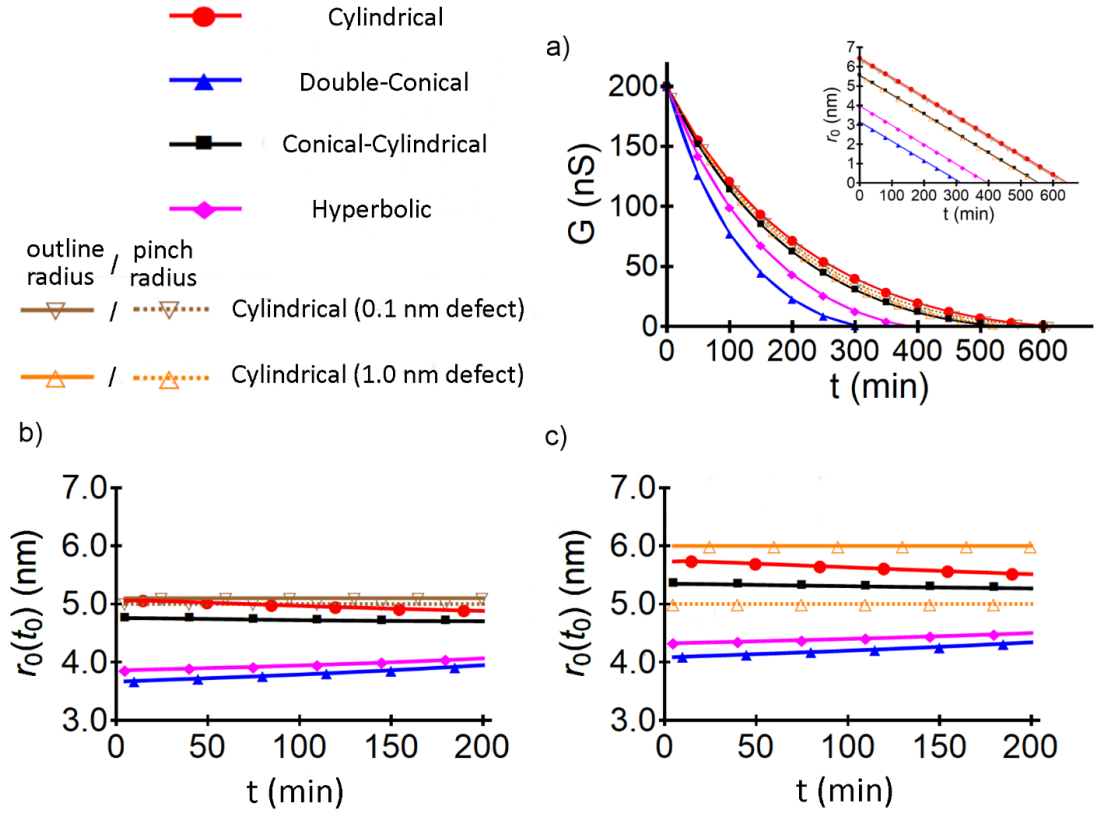 Cylindrical
Double-Conical
Conical-Cylindrical
Hyperbolic
outline / pinch
radius radius
/ Cylindrical (0.1 nm defect)
/ Cylindrical (1.0 nm defect)
a)
G (nS)
200
150
100
50
0
0 100 200 300 400 500 600
t (min)
r0 (nm)
7
6
5
4
3
2
1
0
0 100 200 300 400 500 600
t (min)
b)
r0(t0) (nm)
7.0
6.0
5.0
4.0
3.0
0 50 100 150 200
t (min)
c)
r0(t0) (nm)
7.0
6.0
5.0
4.0
3.0
0 50 100 150 200
t (min)